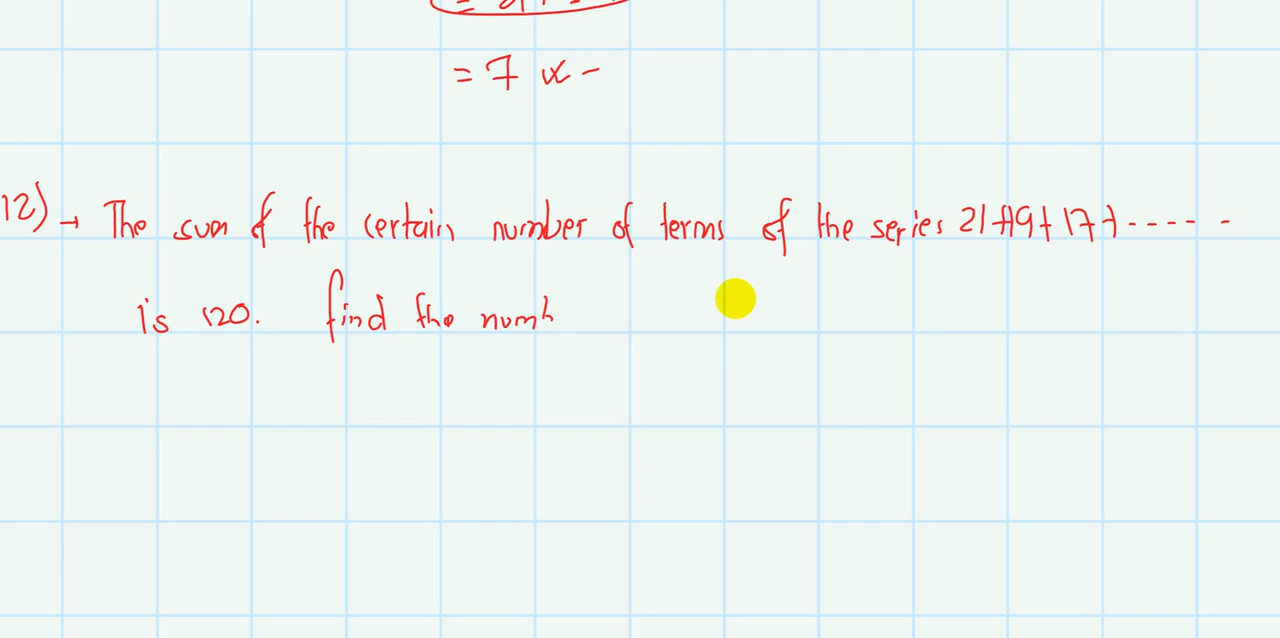 = 7 x -
12) → The sum of the certain number of terms of the series 21+19+17+-----
is 120. find the numb